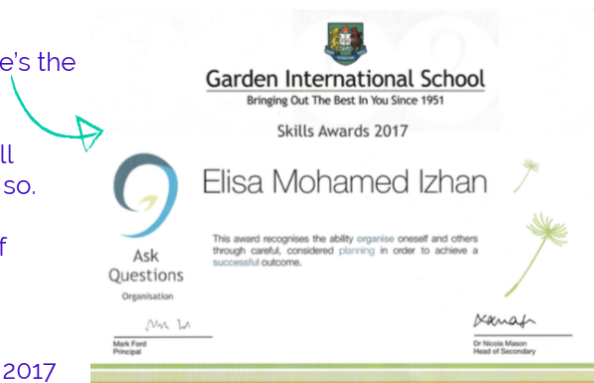 e's the
ll
so.
f
2017
Garden International School
Bringing Out The Best In You Since 1951
Skills Awards 2017
Elisa Mohamed Izhan
This award recognises the ability organise oneself and others
through careful, considered planning in order to achieve a
successful outcome.
Ask
Questions
Organisation
Mark Ford
Principal
Dr Nicola Mason
Head of Secondary